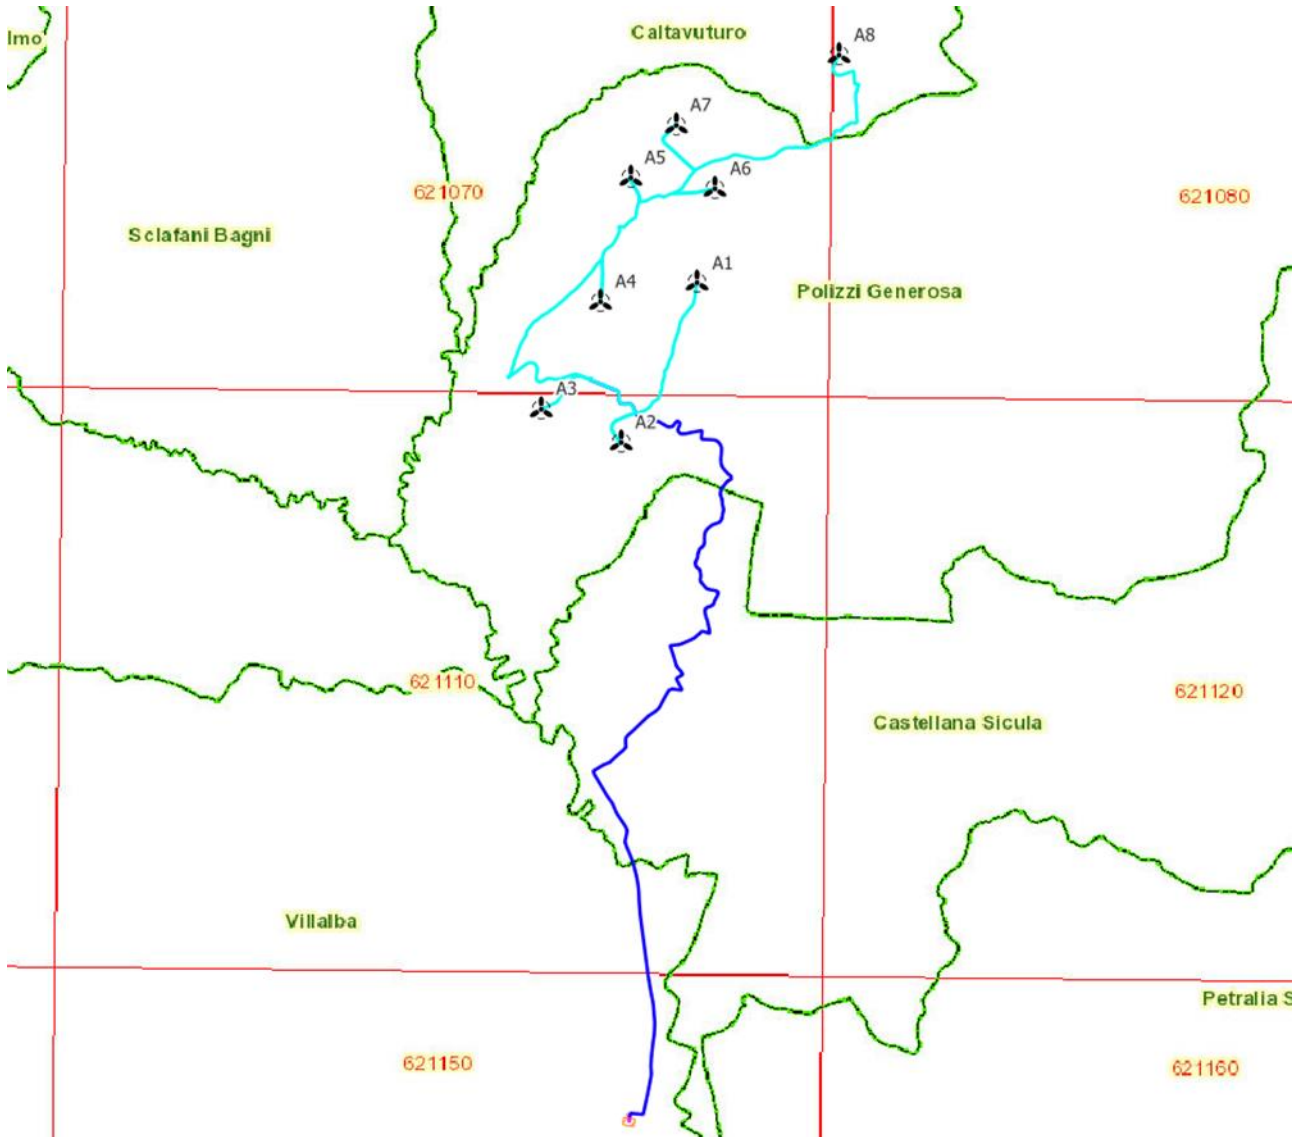 lmo
Caltavuturo
A8
A7
A5
A6
621070
621080
Sclafani Bagni
A1
A4
Polizzi Generosa
A3
A2
621110
621120
Castellana Sicula
Villalba
Petralia S
621150
621160